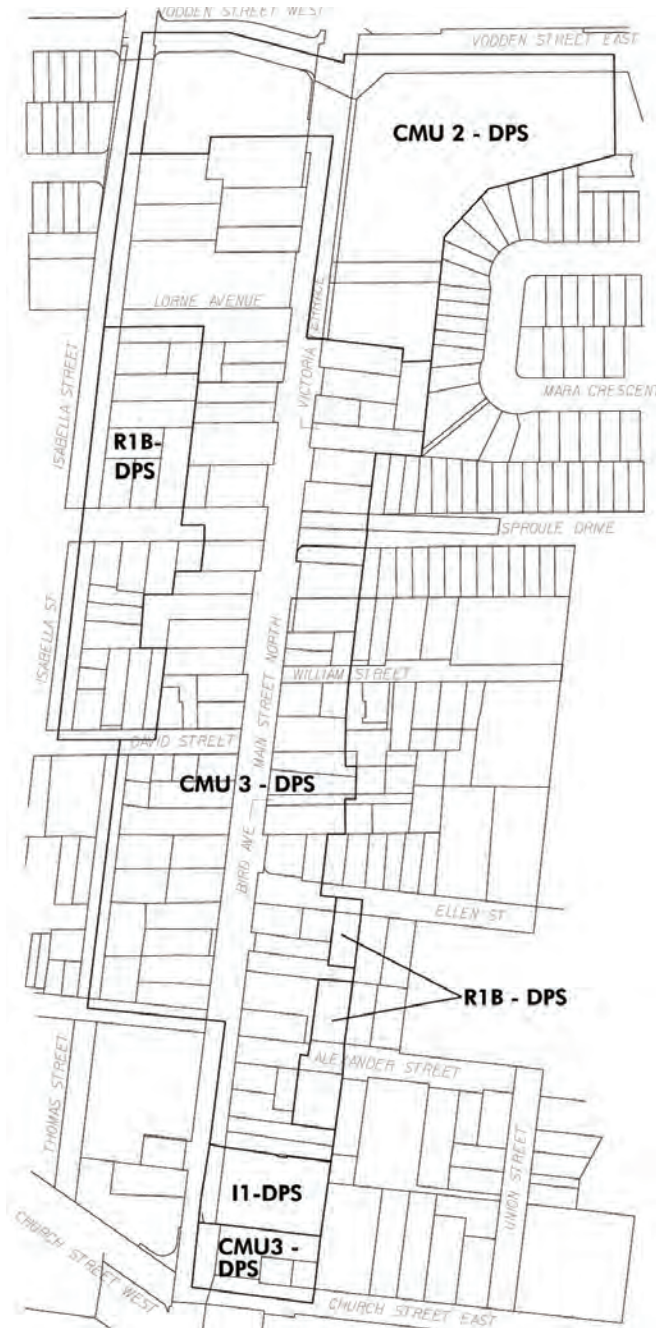 VODDEN STREET WEST
VODDEN STREET EAST
CMU 2 - DPS
LORNE AVENUE
VICTORIA TERRACE
ISABELLA STREET
MARA CRESCENT
R1B-
DPS
SPROULE DRIVE
ISABELLA ST.
MAIN STREET NORTH
WILLIAM STREET
DAVID STREET
CMU 3 - DPS
BIRD AVE
ELLEN ST.
R1B - DPS
ALEXANDER STREET
THOMAS STREET
UNION STREET
I1-DPS
CHURCH STREET WEST
CMU3 -
DPS
CHURCH STREET EAST